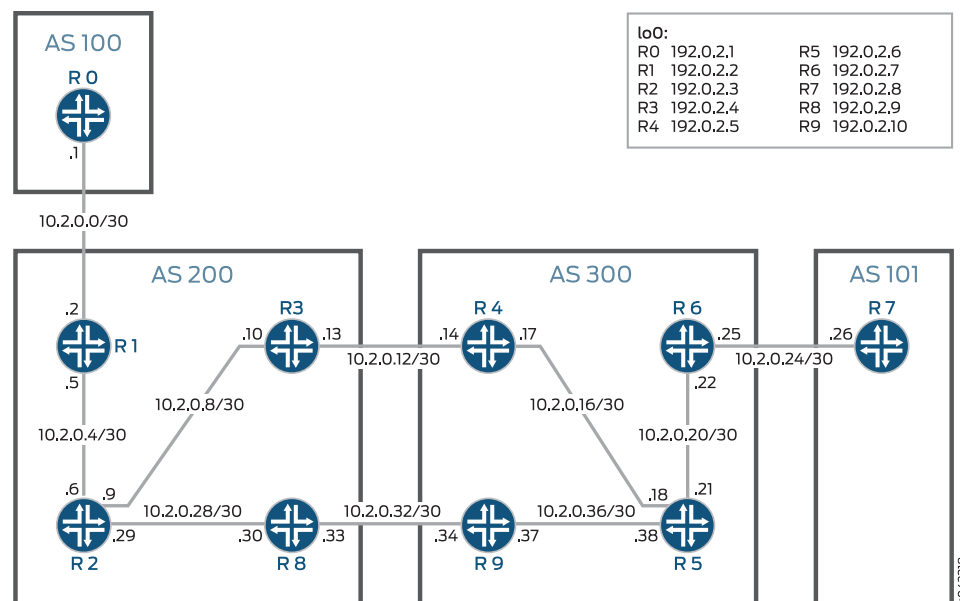 AS 100
R 0
.1
10.2.0.0/30
lo0:
R0 192.0.2.1 R5 192.0.2.6
R1 192.0.2.2 R6 192.0.2.7
R2 192.0.2.3 R7 192.0.2.8
R3 192.0.2.4 R8 192.0.2.9
R4 192.0.2.5 R9 192.0.2.10
AS 200
.2
R 1
.5
10.2.0.4/30
.6
.9
R 2
.29
10.2.0.8/30
R3
.10
.13
10.2.0.28/30
.30
.33
R 8
10.2.0.12/30
10.2.0.32/30
AS 300
R 4
.14
.17
10.2.0.16/30
.34
.37
R 9
10.2.0.36/30
R 6
.25
.22
10.2.0.20/30
.18
.21
.38
R 5
10.2.0.24/30
AS 101
R 7
.26